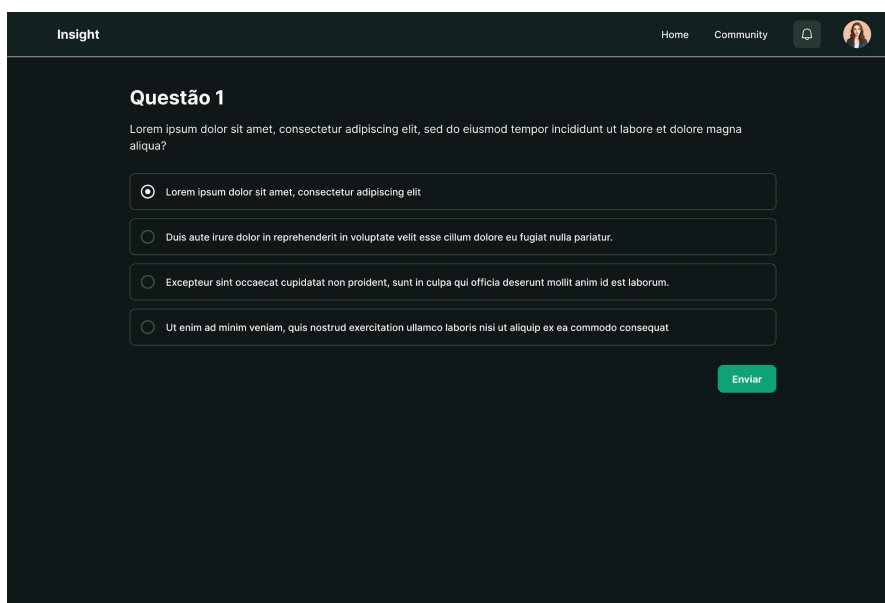 Insight
Home
Community
Questão 1
Lorem ipsum dolor sit amet, consectetur adipiscing elit, sed do eiusmod tempor incididunt ut labore et dolore magna
aliqua?
Lorem ipsum dolor sit amet, consectetur adipiscing elit
Duis aute irure dolor in reprehenderit in voluptate velit esse cillum dolore eu fugiat nulla pariatur.
Excepteur sint occaecat cupidatat non proident, sunt in culpa qui officia deserunt mollit anim id est laborum.
Ut enim ad minim veniam, quis nostrud exercitation ullamco laboris nisi ut aliquip ex ea commodo consequat
Enviar